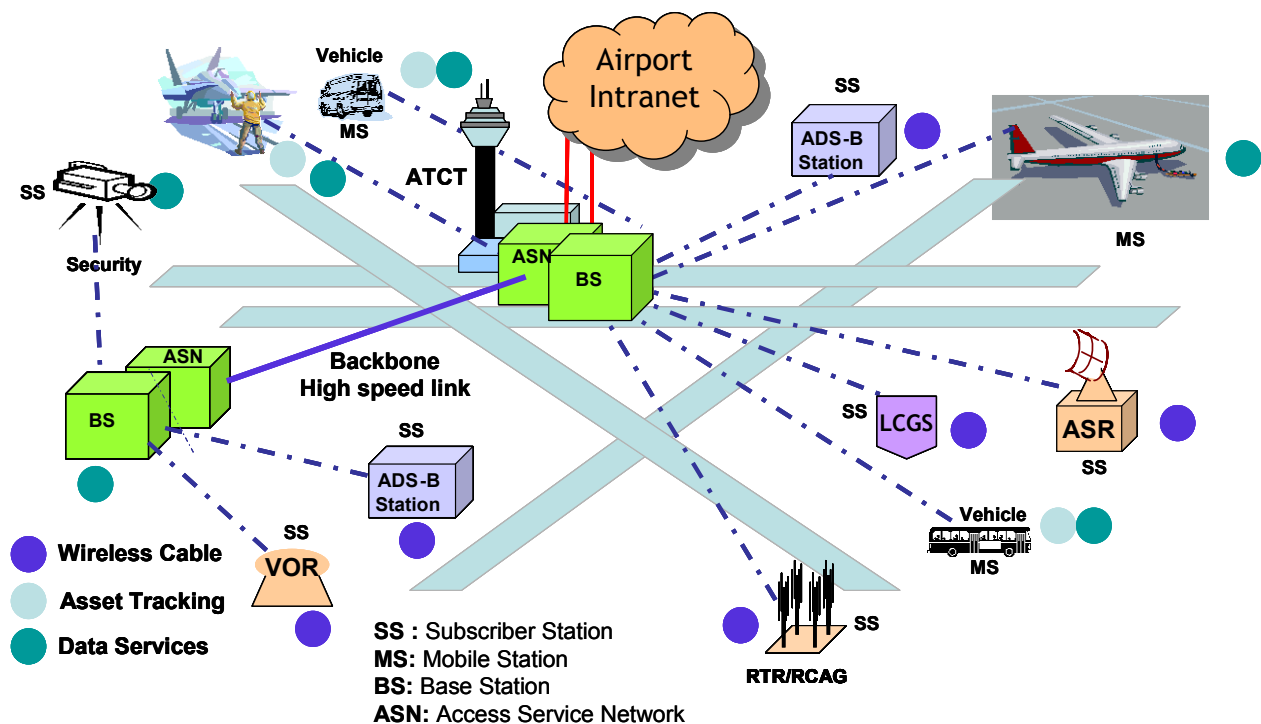 Vehicle
MS
Airport
Intranet
SS
ADS-B
Station
ATCT
MS
SS
Security
ASN
BS
ASN
BS
Backbone
High speed link
SS
LCGS
ASR
SS
SS
ADS-B
Station
SS
VOR
Vehicle
MS
SS
RTR/RCAG
Wireless Cable
Asset Tracking
Data Services
SS : Subscriber Station
MS: Mobile Station
BS: Base Station
ASN: Access Service Network